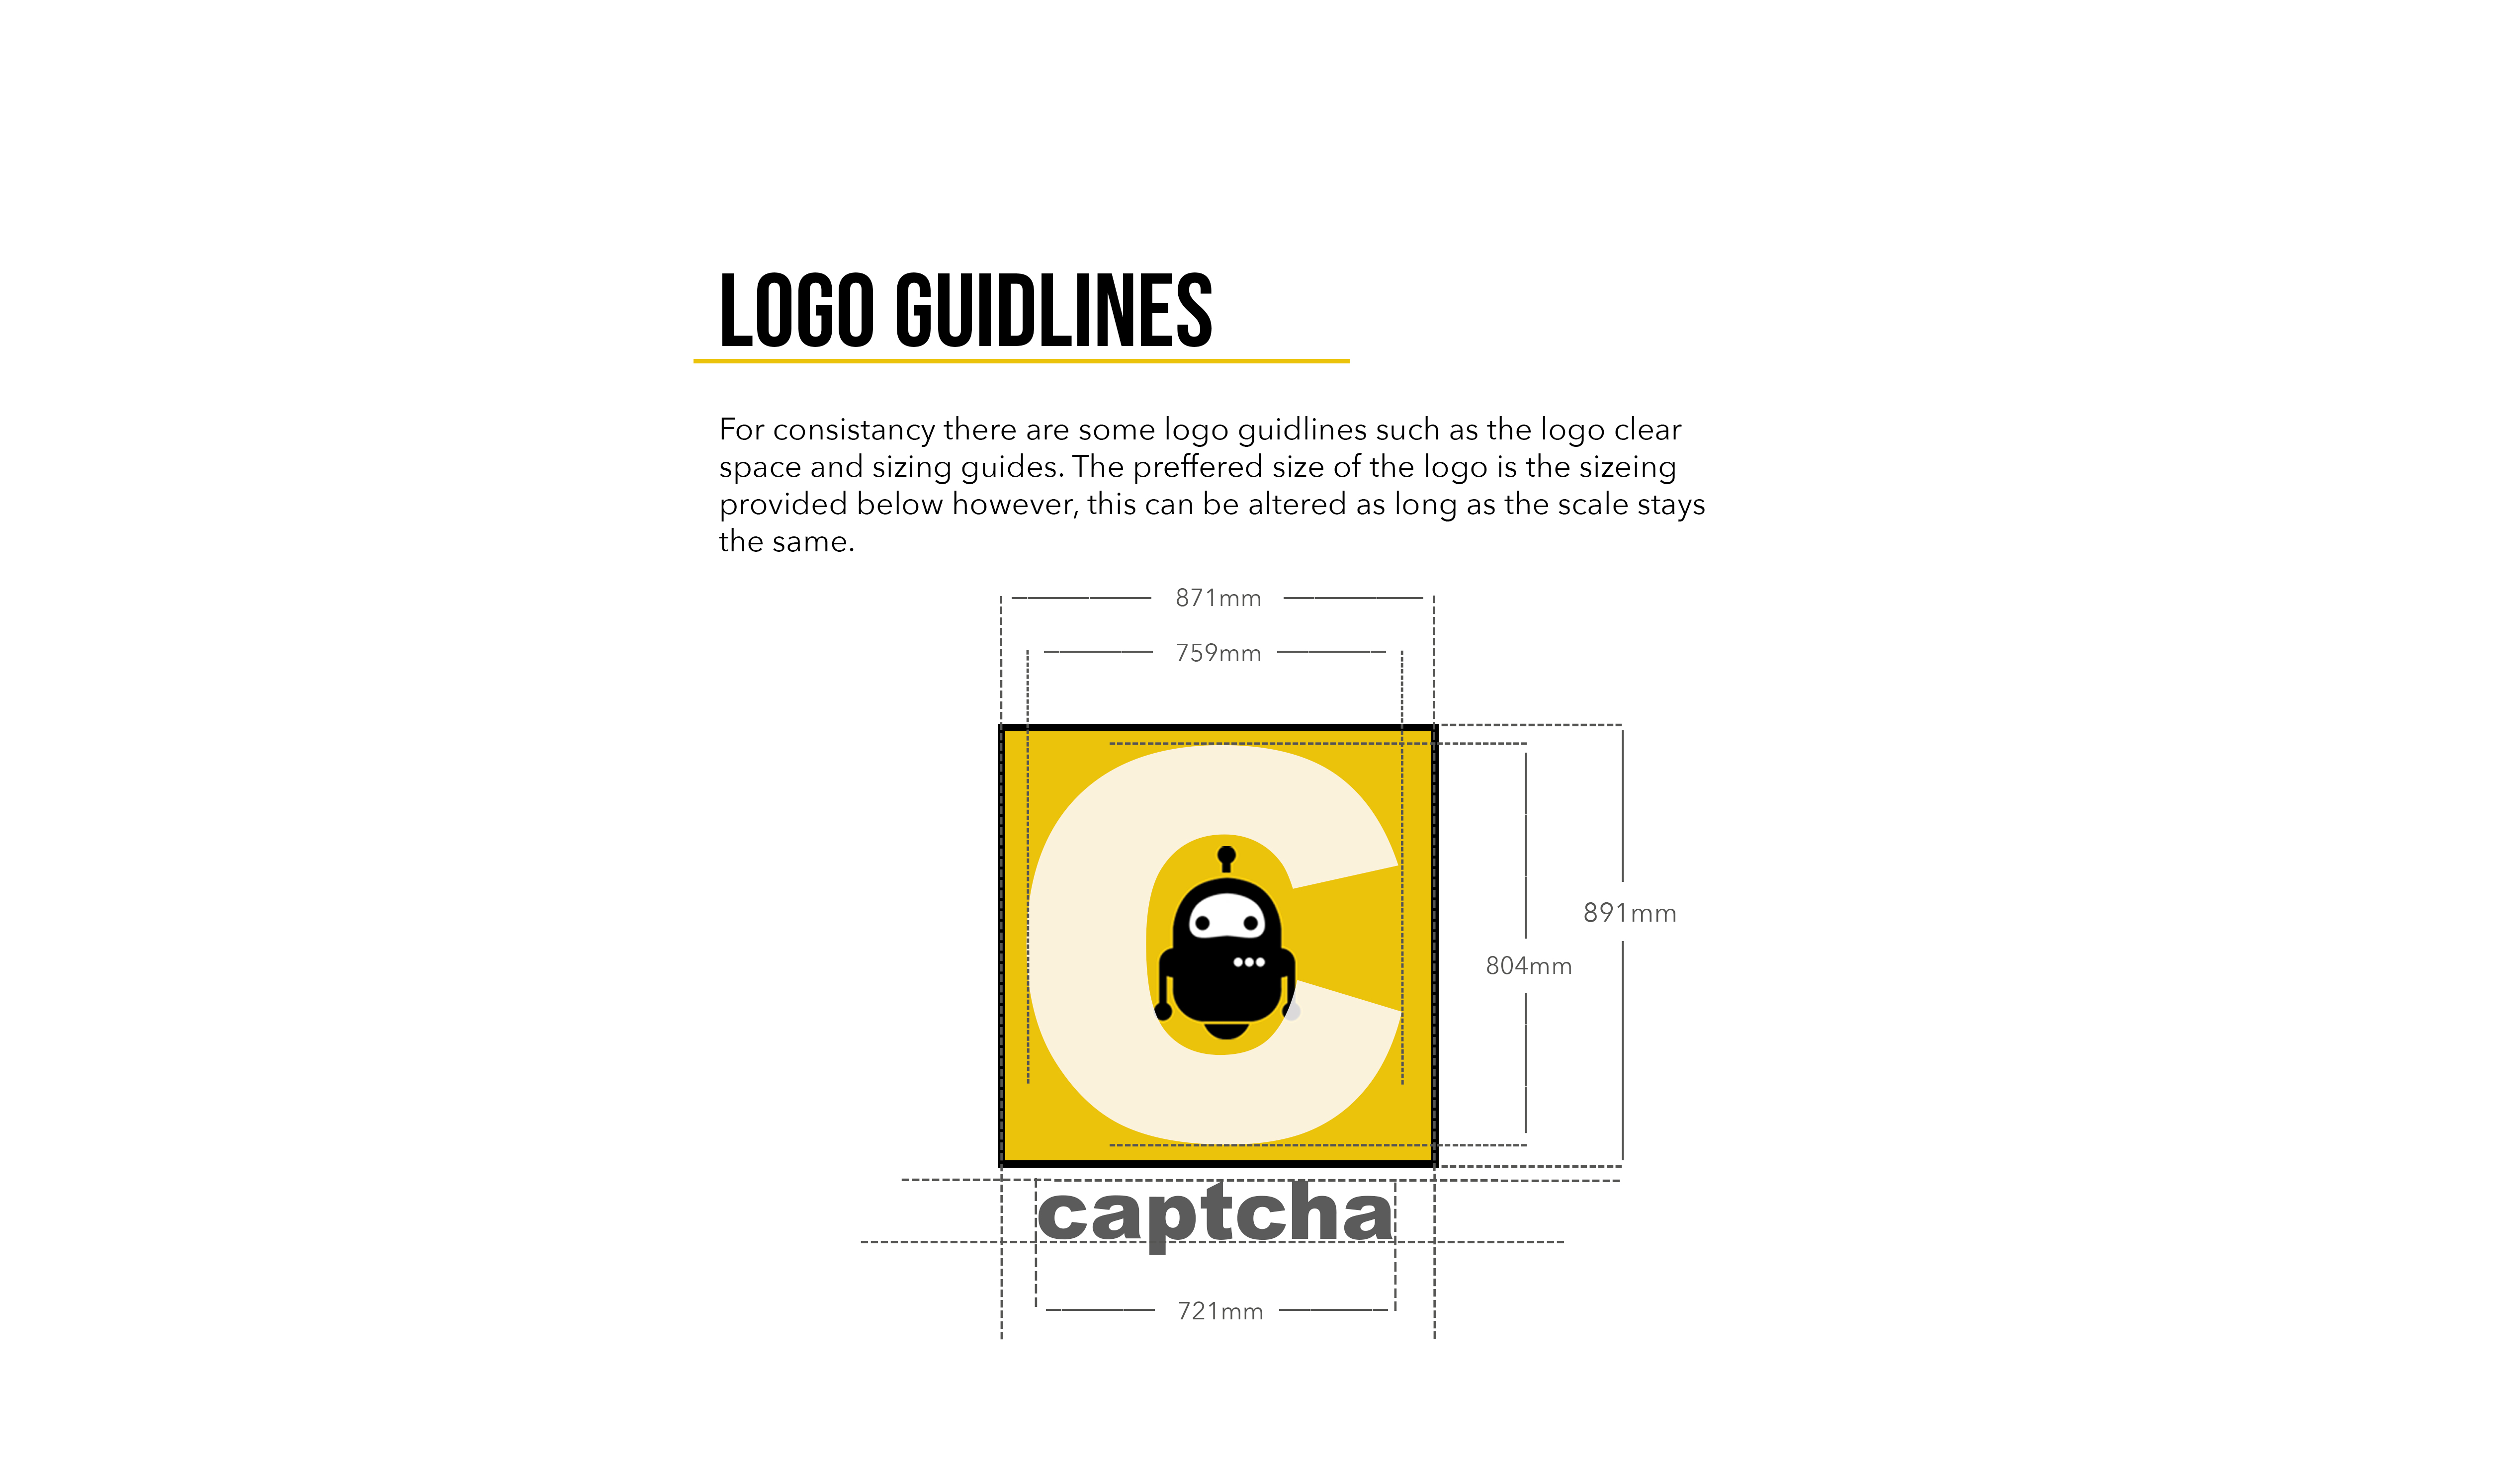 LOGO GUIDLINES
For consistancy there are some logo guidlines such as the logo clear
space and sizing guides. The preffered size of the logo is the sizeing
provided below however, this can be altered as long as the scale stays
the same.
871mm
759mm
891mm
804mm
captcha
721mm